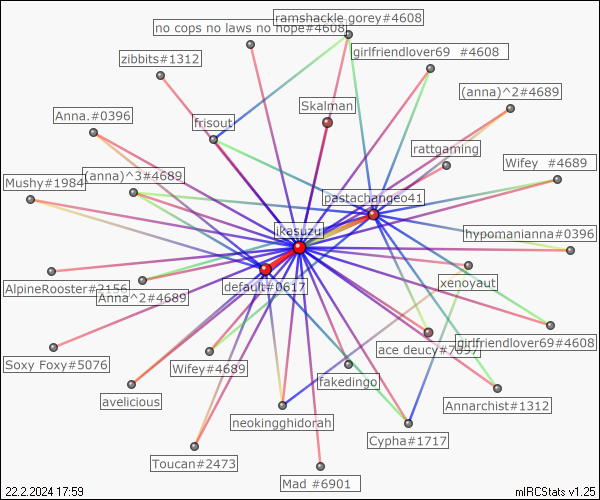 ramshackle gorey#4608
no cops no laws no hope#4608
girlfriendlover69 #4608
zibbits#1312
(anna)^2#4689
Skalman
Anna.#0396
frisout
rattgaming
Wifey #4689
(anna)^3#4689
Mushy#1984
pastachangeo41
ikasuzu
hypomanianna#0396
xenoyaut
AlpineRooster#2156
default#0617
Anna^2#4689
girlfriendlover69#4608
ace deucy#7897
Soxy Foxy#5076
Wifey#4689
fakedingo
avelicious
Annarchist#1312
neokingghidorah
Cypha#1717
Toucan#2473
Mad #6901
22.2.2024 17:59
mIRCStats v1.25